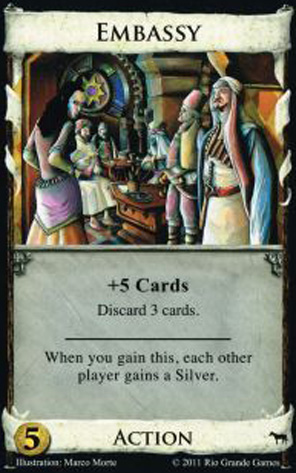 EMBASSY
+5 Cards
Discard 3 cards.
When you gain this, each other
player gains a Silver.
5
ACTION
Illustration: Marco Morte
© 2011 Rio Grande Games